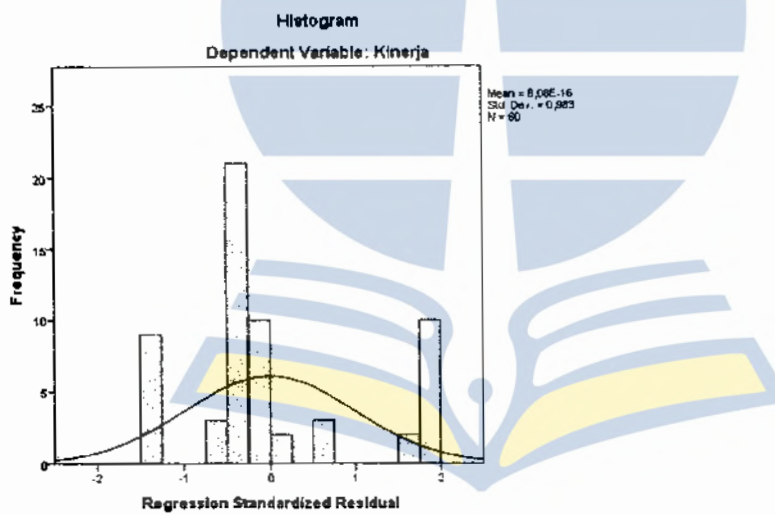 Histogram
Dependent Variable: Kinerja
Mean = 8,08E-16
Std. Dev. = 0,983
N = 60
25
20
15
10
5
0
Frequency
-2
-1
0
1
2
Regression Standardized Residual